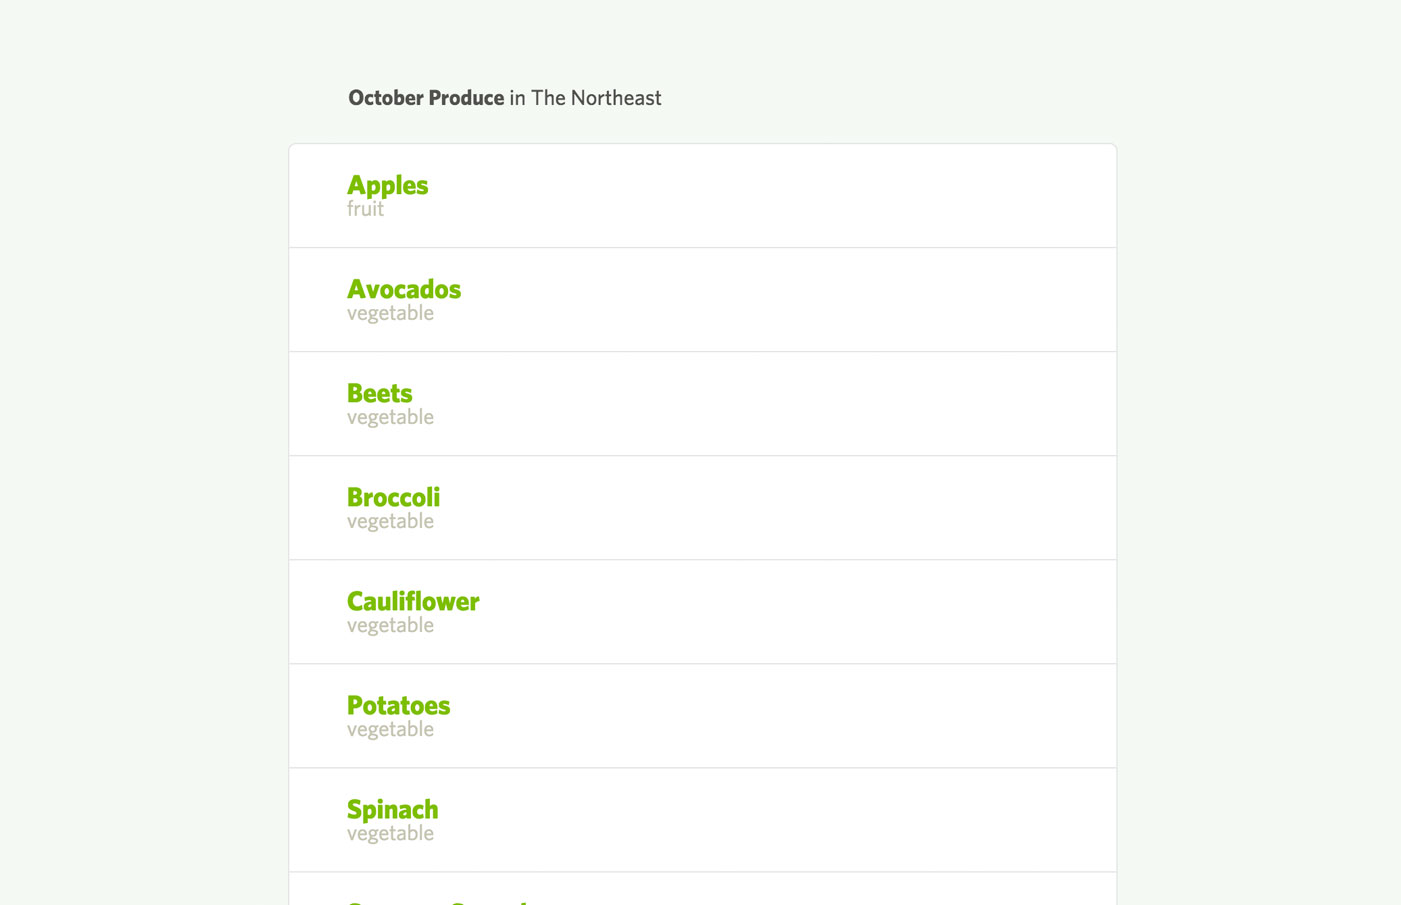 October Produce in The Northeast
Apples
fruit
Avocados
vegetable
Beets
vegetable
Broccoli
vegetable
Cauliflower
vegetable
Potatoes
vegetable
Spinach
vegetable